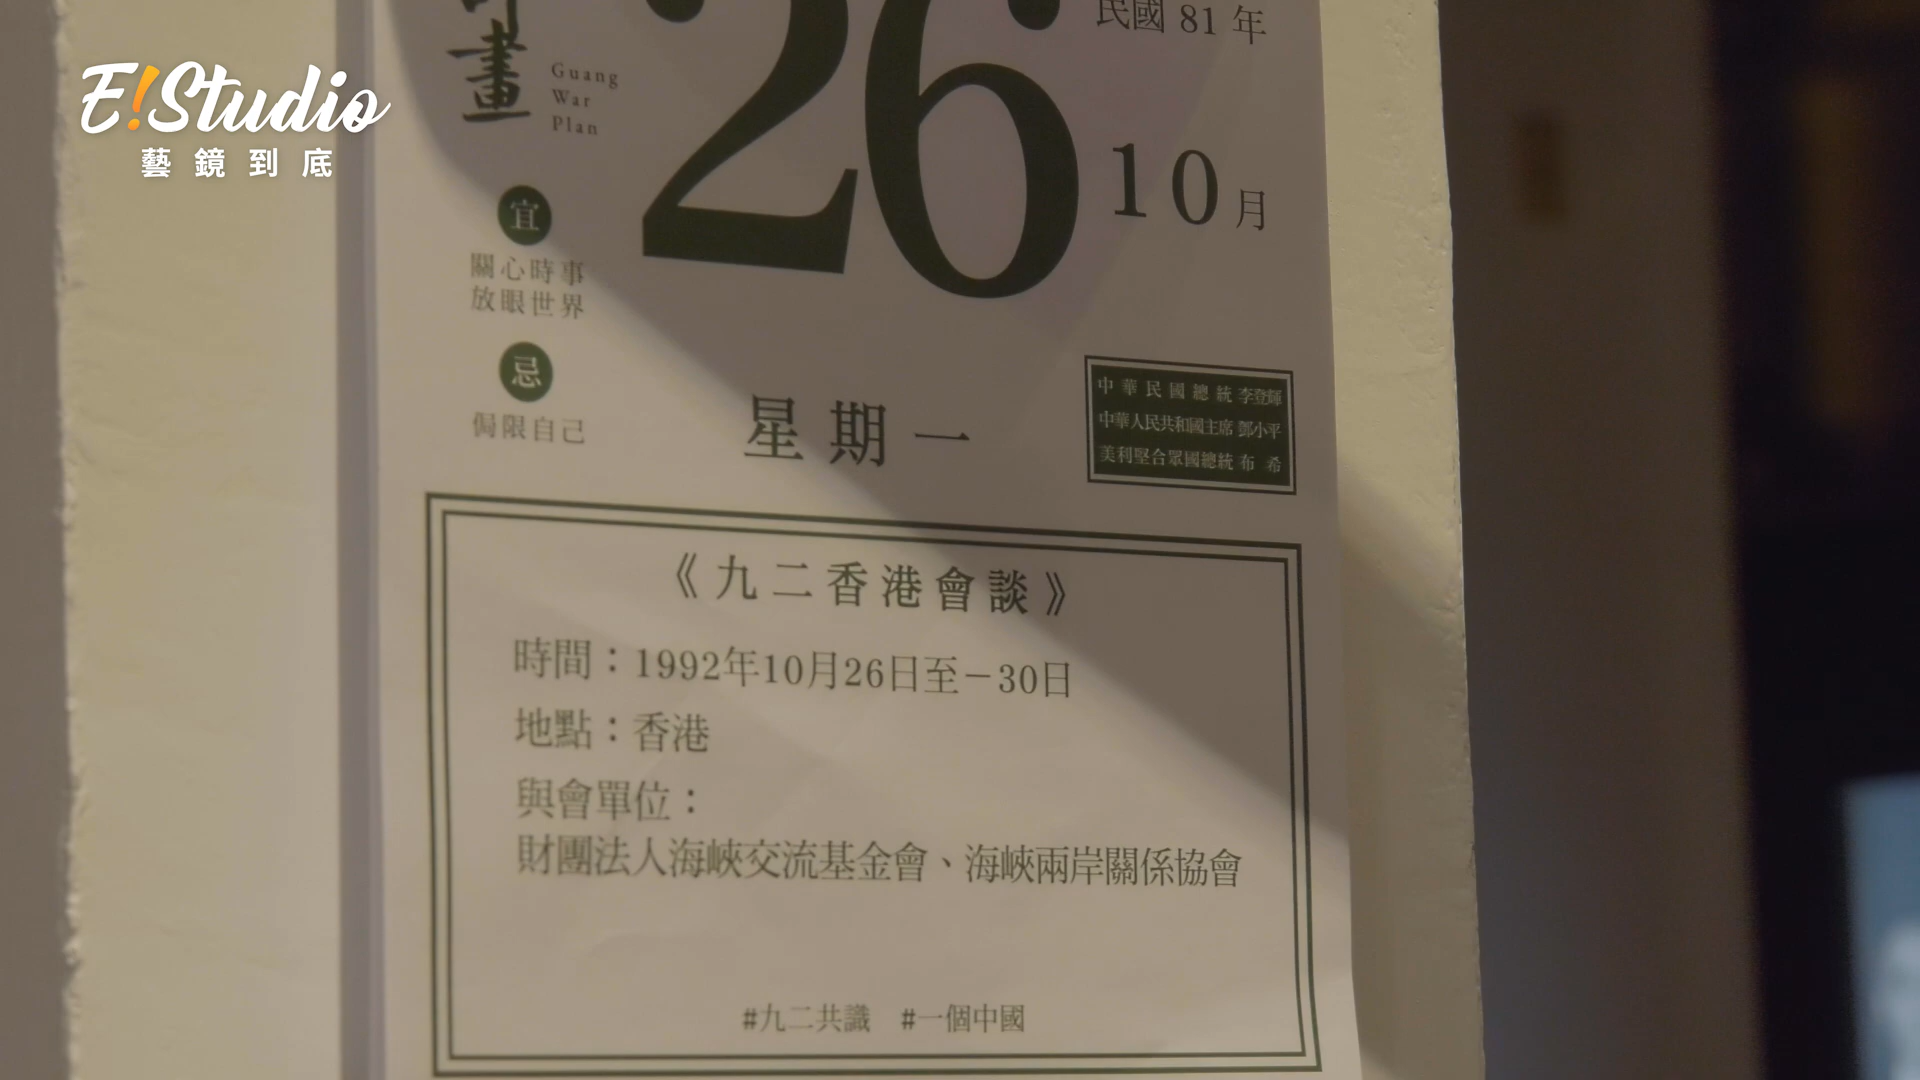 E!Studio
藝鏡到底
畫
Guang
War
Plan
26
民國 81 年
10月
宜
關心時事
放眼世界
忌
侷限自己
星期一
中華民國總統 李登輝
中華人民共和國主席 鄧小平
美利堅合眾國總統 布希
《九二香港會談》
時間：1992年10月26日至－30日
地點：香港
與會單位：
財團法人海峽交流基金會、海峽兩岸關係協會
#九二共識 #一個中國